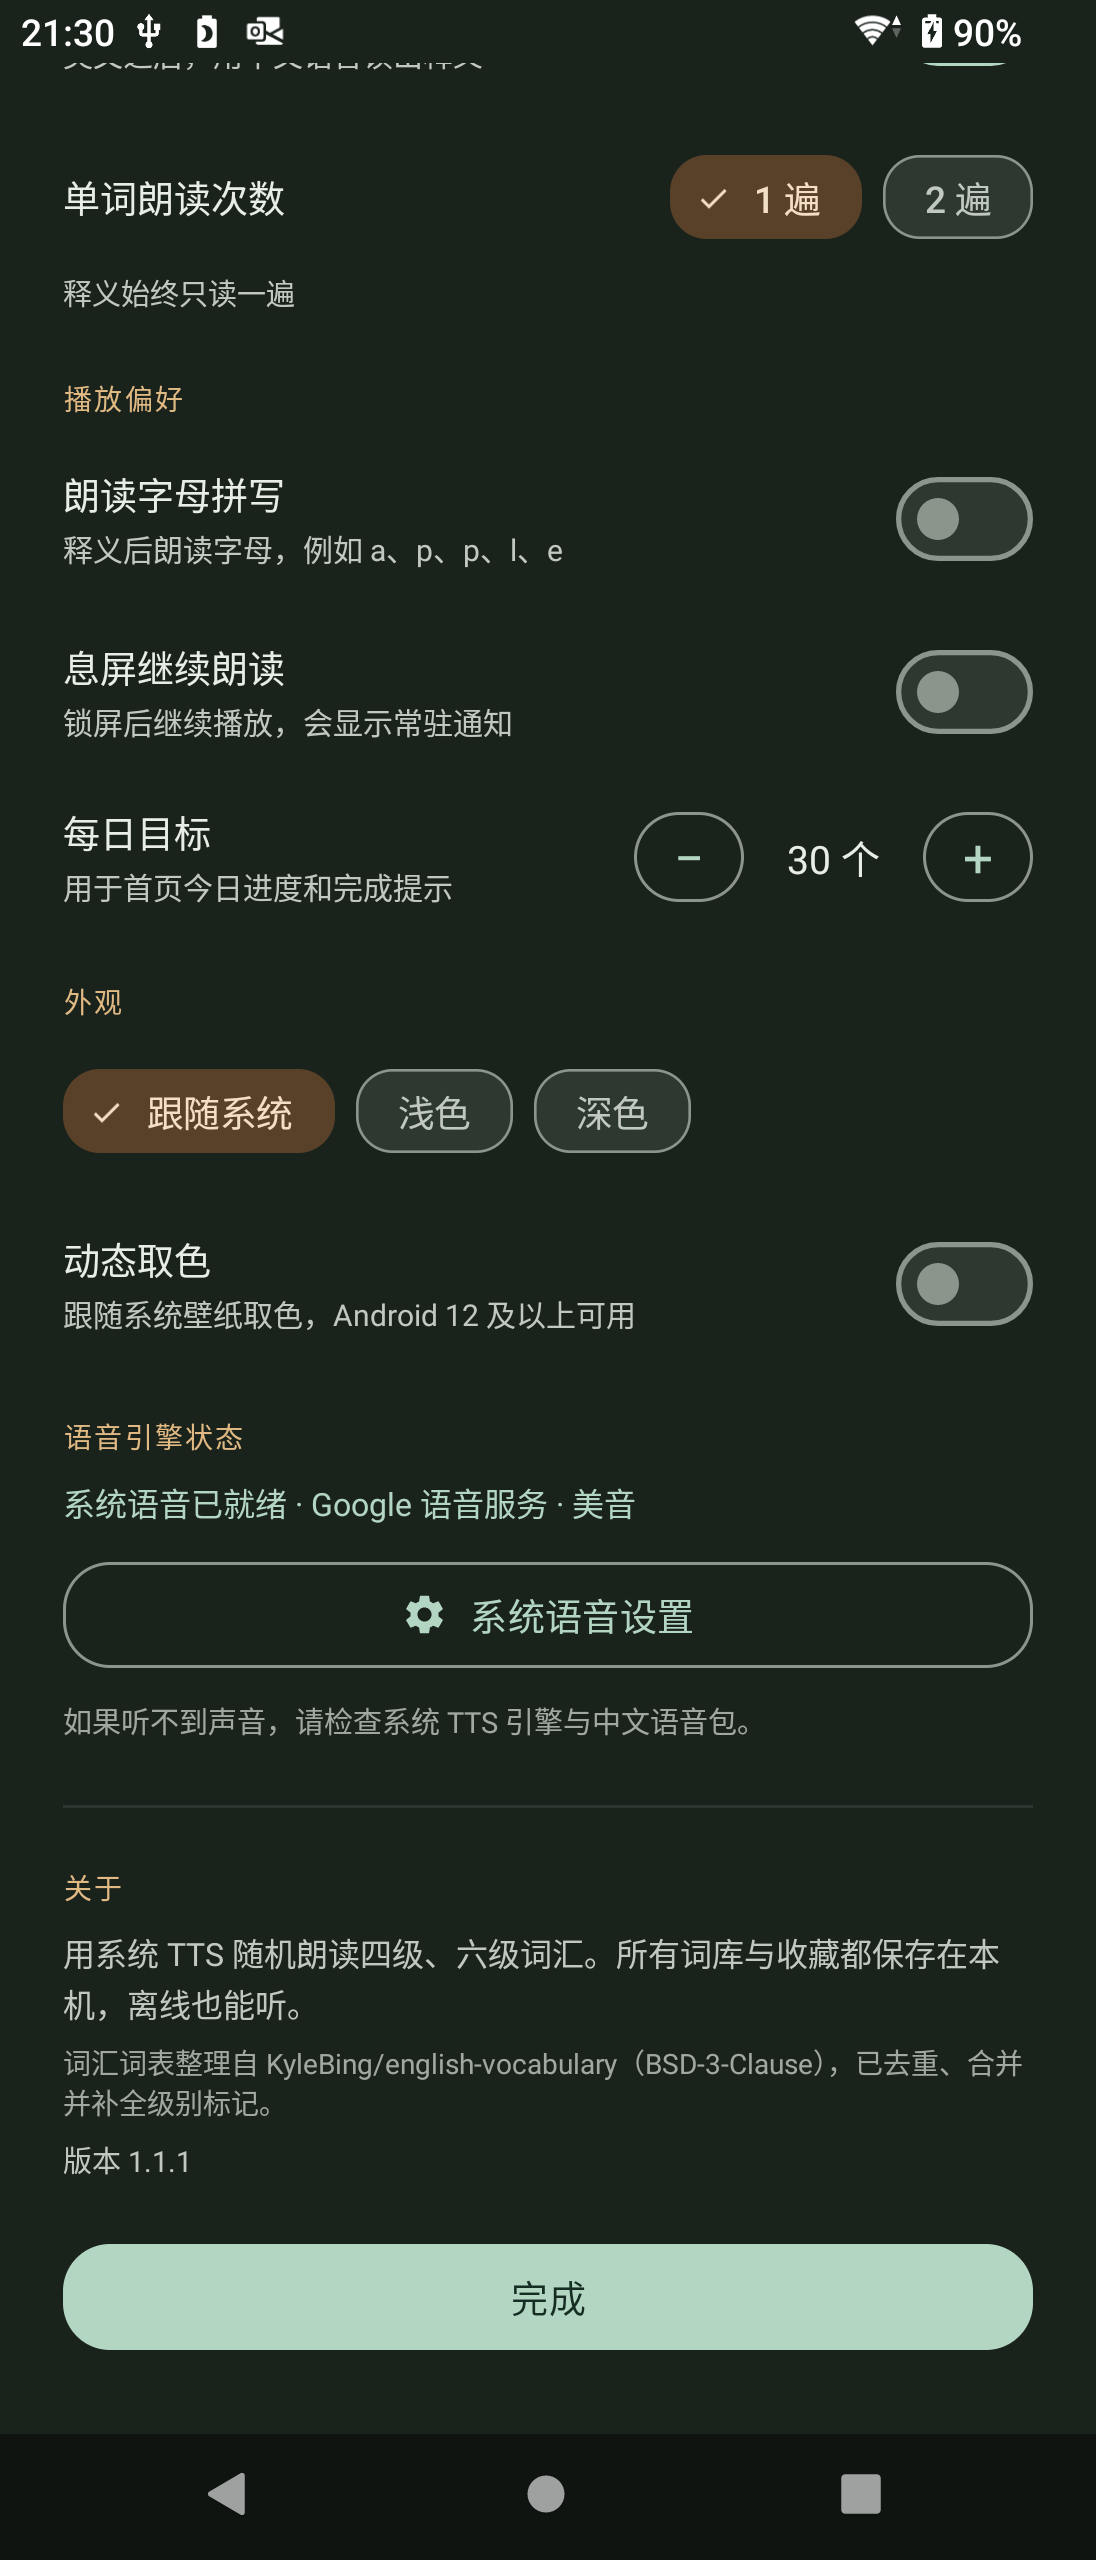 21:30
90%
单词朗读次数
1 遍
2 遍
释义始终只读一遍
播放偏好
朗读字母拼写
释义后朗读字母，例如 a、p、p、l、e
息屏继续朗读
锁屏后继续播放，会显示常驻通知
每日目标
30 个
用于首页今日进度和完成提示
外观
跟随系统
浅色
深色
动态取色
跟随系统壁纸取色，Android 12 及以上可用
语音引擎状态
系统语音已就绪 · Google 语音服务 · 美音
系统语音设置
如果听不到声音，请检查系统 TTS 引擎与中文语音包。
关于
用系统 TTS 随机朗读四级、六级词汇。所有词库与收藏都保存在本
机，离线也能听。
词汇词表整理自 KyleBing/english-vocabulary（BSD-3-Clause），已去重、合并
并补全级别标记。
版本 1.1.1
完成